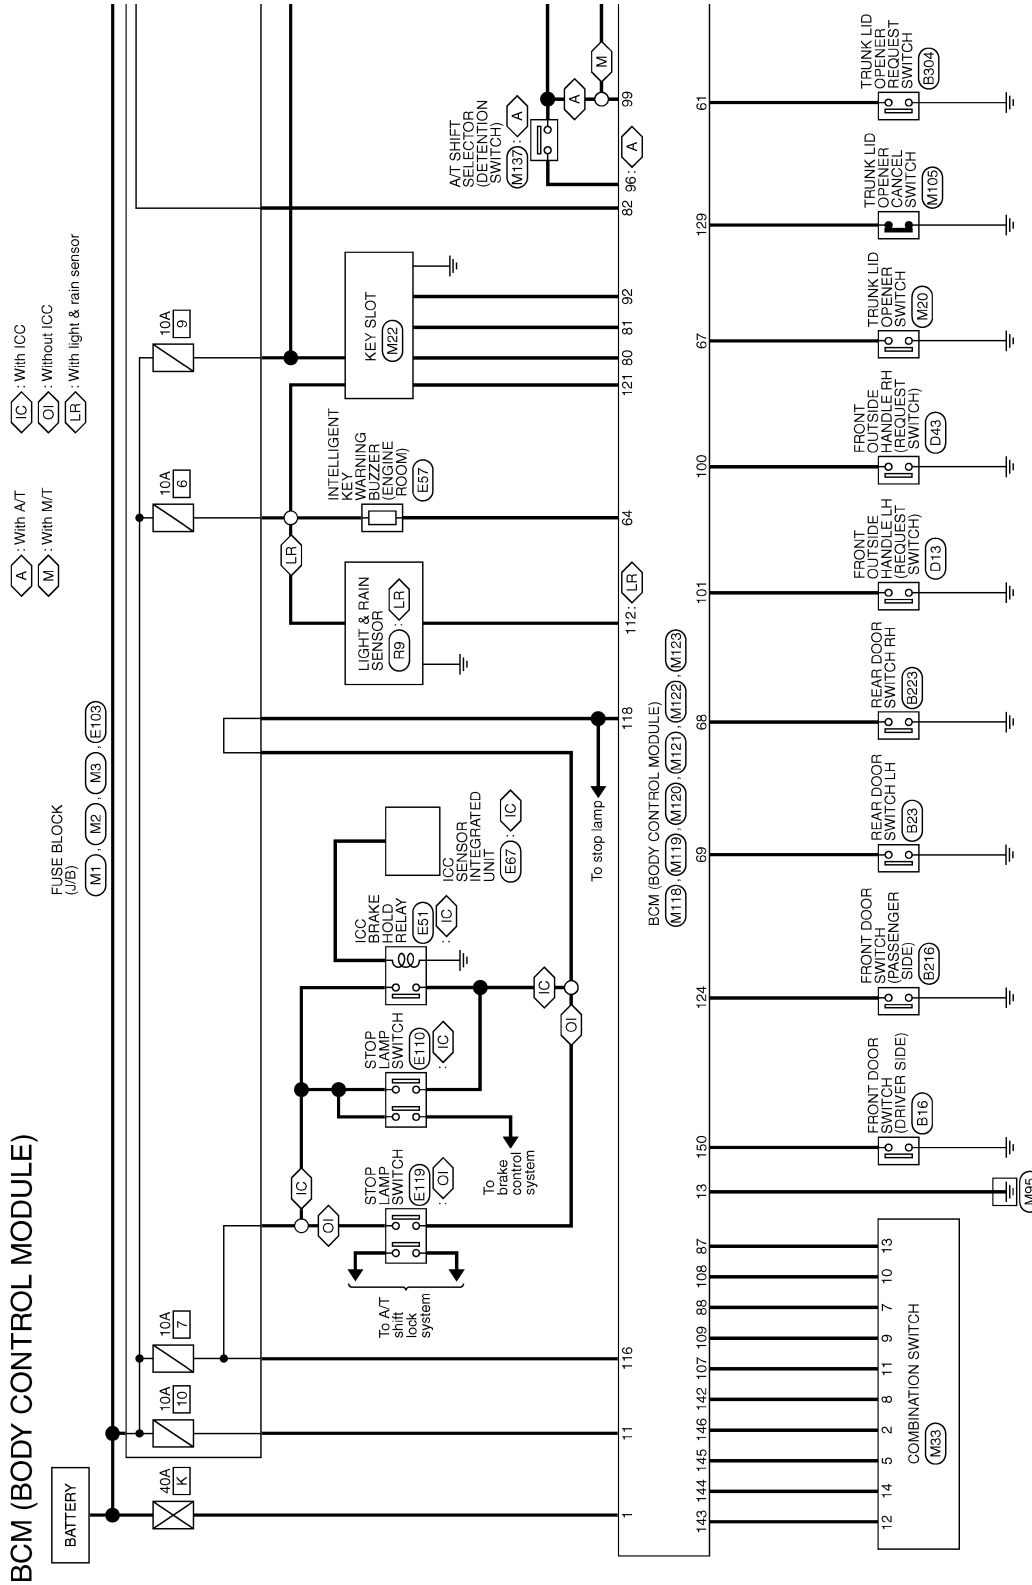 BCM (BODY CONTROL MODULE)
BATTERY
40A
K
10A
10
10A
7
FUSE BLOCK
(J/B)
M1 , M2 , M3 , E103
10A
6
10A
9
A : With A/T
M : With M/T
IC : With ICC
OI : Without ICC
LR : With light & rain sensor
To A/T
shift
lock
system
IC
OI
STOP
LAMP
SWITCH
E119
: OI
To
brake
control
system
STOP
LAMP
SWITCH
E110
: IC
ICC
BRAKE
HOLD
RELAY
E51
: IC
IC
OI
ICC
SENSOR
INTEGRATED
UNIT
E67 : IC
To stop lamp
LIGHT & RAIN
SENSOR
R9 : LR
LR
INTELLIGENT
KEY
WARNING
BUZZER
(ENGINE
ROOM)
E57
KEY SLOT
M22
A/T SHIFT
SELECTOR
(DETENTION
SWITCH)
M137 : A
A
M
1
11
116
118
112 : LR
64
121
80
81
92
82
96 : A
99
BCM (BODY CONTROL MODULE)
M118 , M119 , M120 , M121 , M122 , M123
143
144
145
146
142
107
109
88
108
87
13
150
124
69
68
101
100
67
129
61
12
14
5
2
8
11
9
7
10
13
COMBINATION SWITCH
M33
M95
FRONT DOOR
SWITCH
(DRIVER SIDE)
B16
FRONT DOOR
SWITCH
(PASSENGER
SIDE)
B216
REAR DOOR
SWITCH LH
B23
REAR DOOR
SWITCH RH
B223
FRONT
OUTSIDE
HANDLE LH
(REQUEST
SWITCH)
D13
FRONT
OUTSIDE
HANDLE RH
(REQUEST
SWITCH)
D43
TRUNK LID
OPENER
SWITCH
M20
TRUNK LID
OPENER
CANCEL
SWITCH
M105
TRUNK LID
OPENER
REQUEST
SWITCH
B304